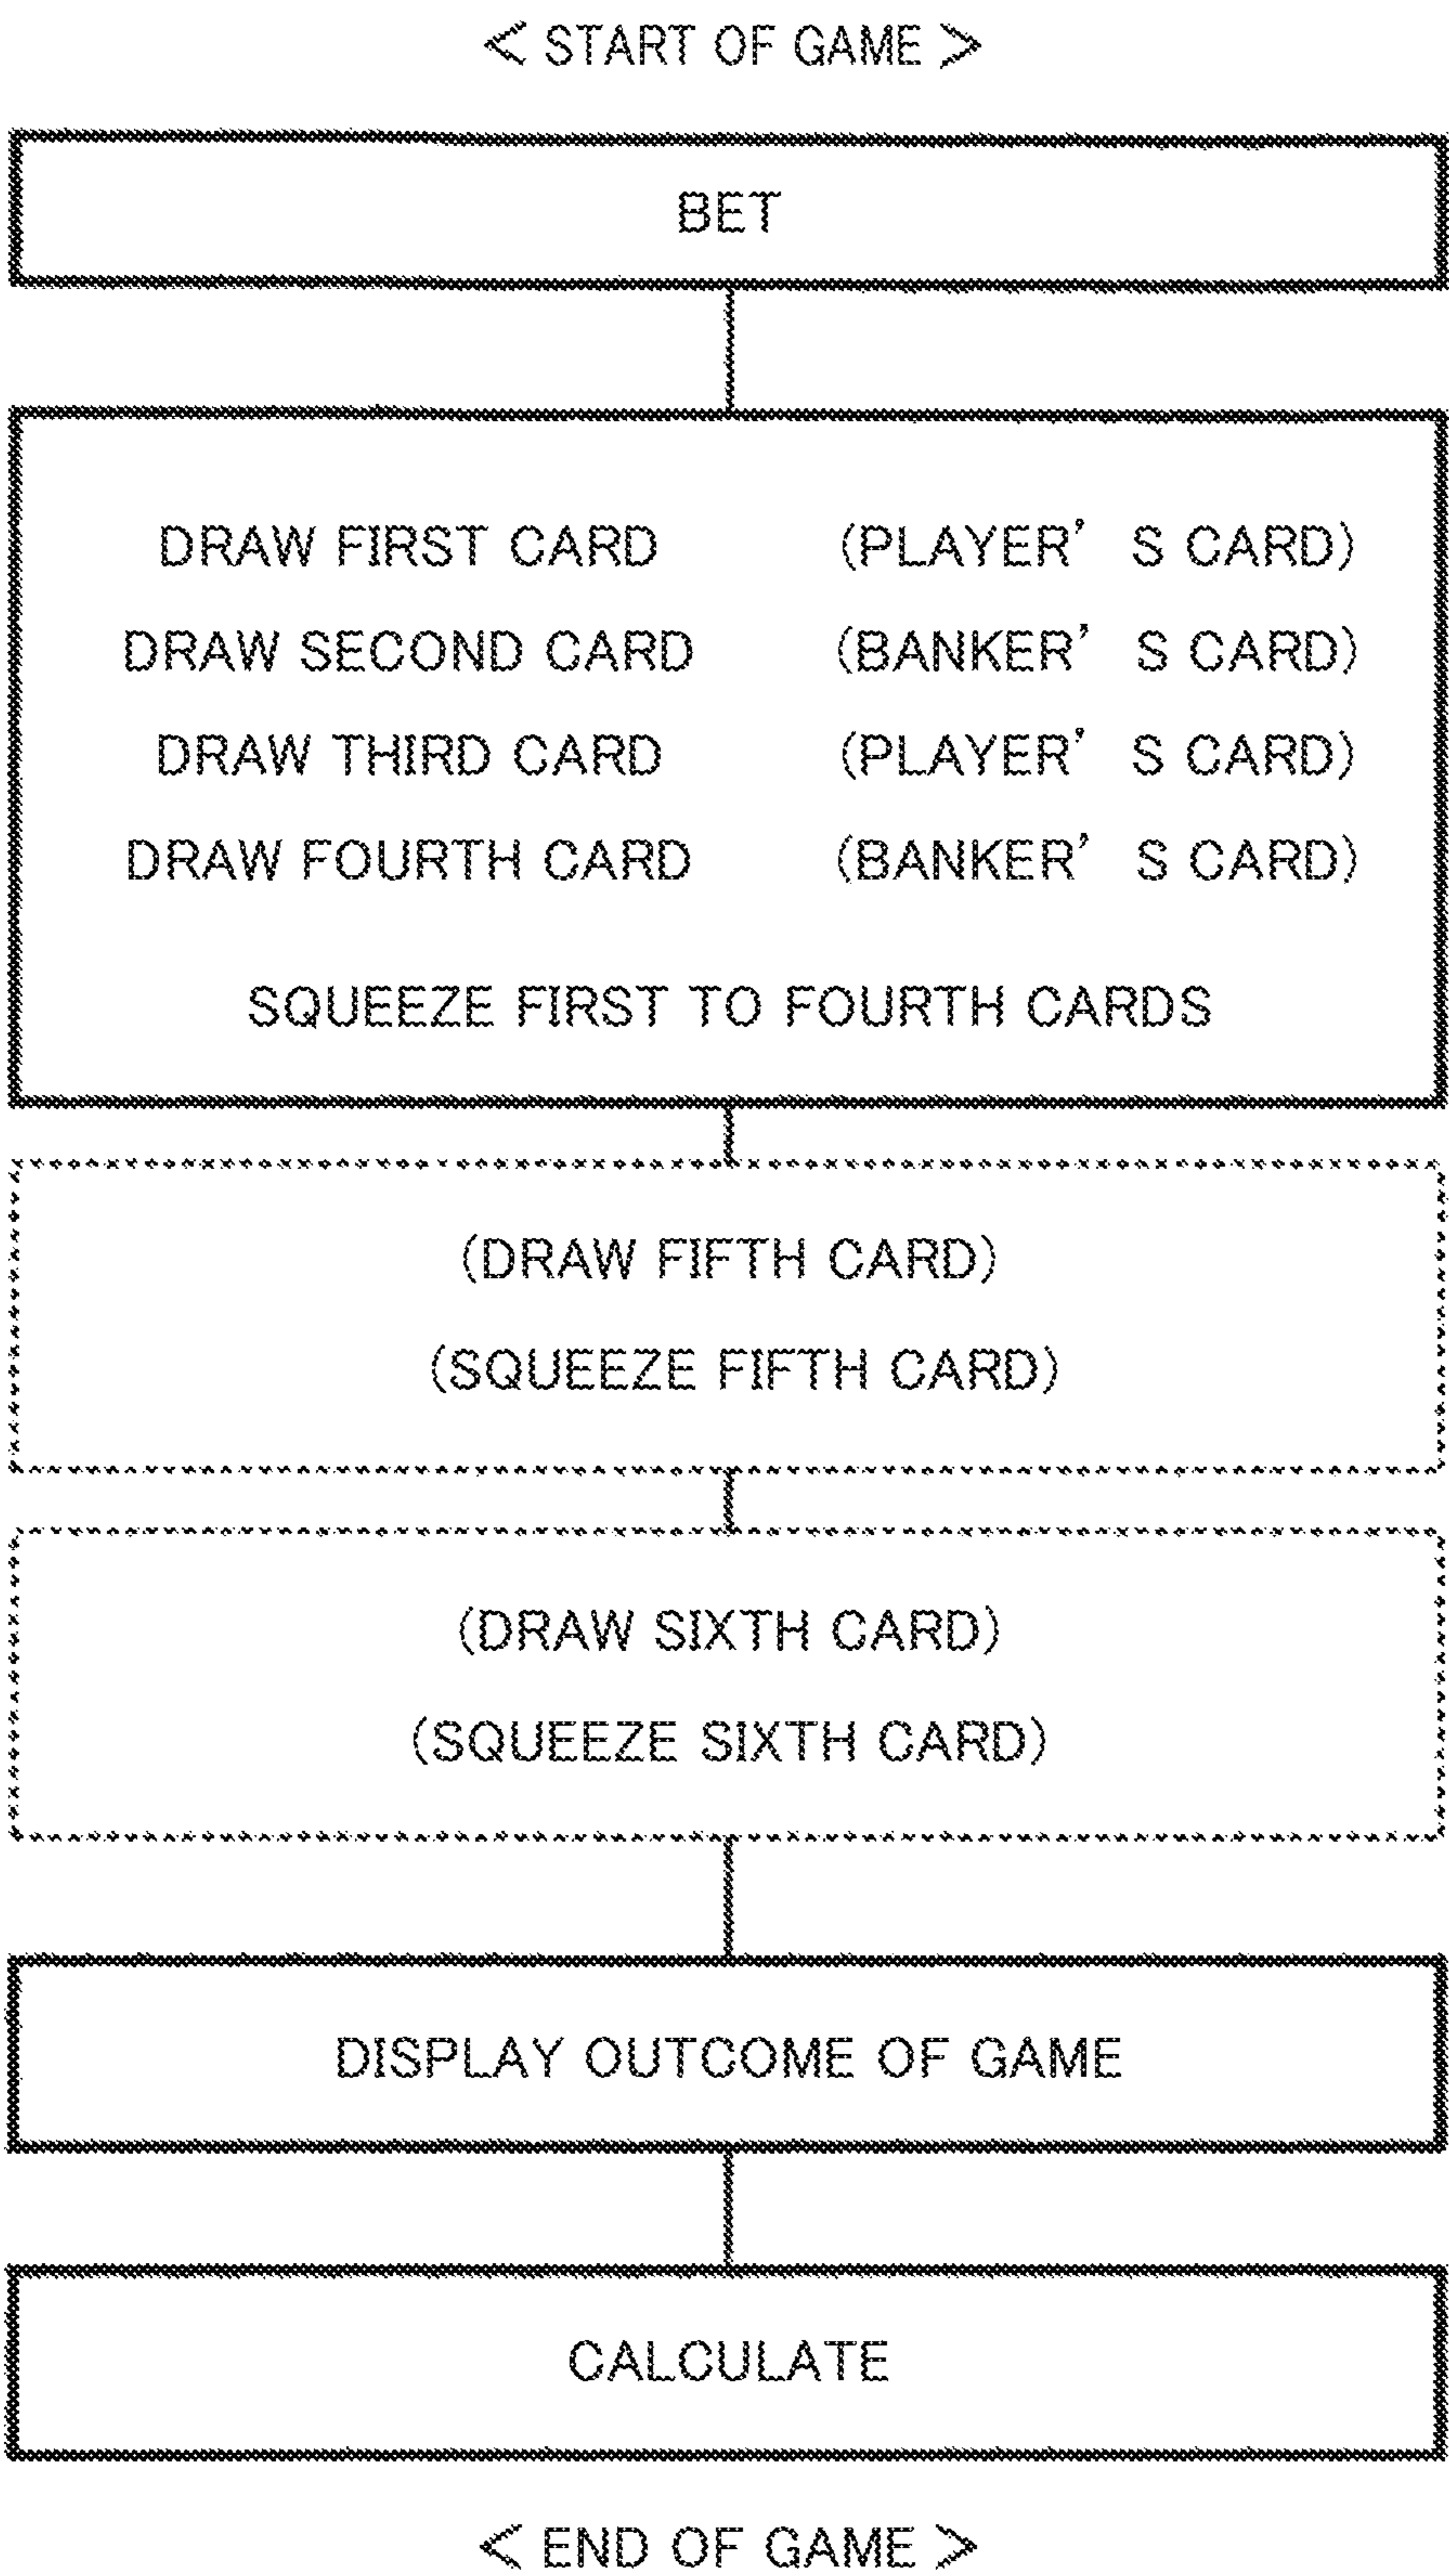 < START OF GAME >
BET
DRAW FIRST CARD (PLAYER' S CARD)
DRAW SECOND CARD (BANKER' S CARD)
DRAW THIRD CARD (PLAYER' S CARD)
DRAW FOURTH CARD (BANKER' S CARD)
SQUEEZE FIRST TO FOURTH CARDS
(DRAW FIFTH CARD)
(SQUEEZE FIFTH CARD)
(DRAW SIXTH CARD)
(SQUEEZE SIXTH CARD)
DISPLAY OUTCOME OF GAME
CALCULATE
< END OF GAME >